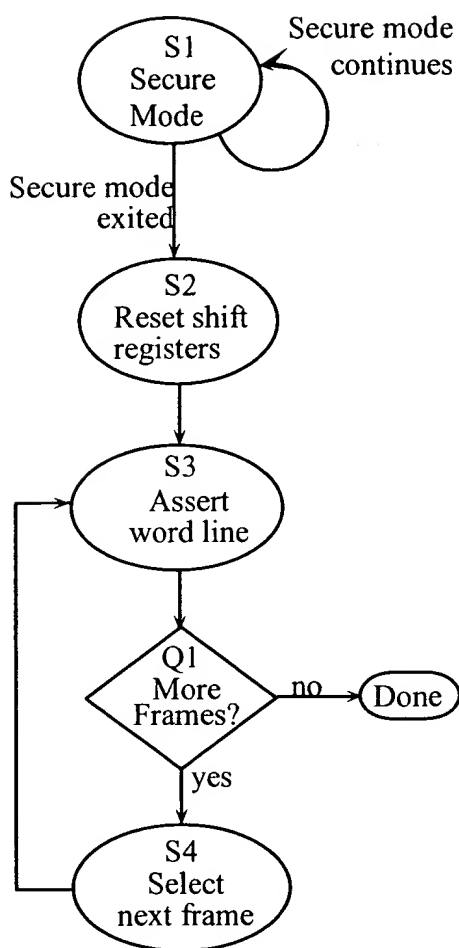 S1
Secure
Mode
Secure mode
continues
Secure mode
exited
S2
Reset shift
registers
S3
Assert
word line
Q1
More
Frames?
no
Done
yes
S4
Select
next frame